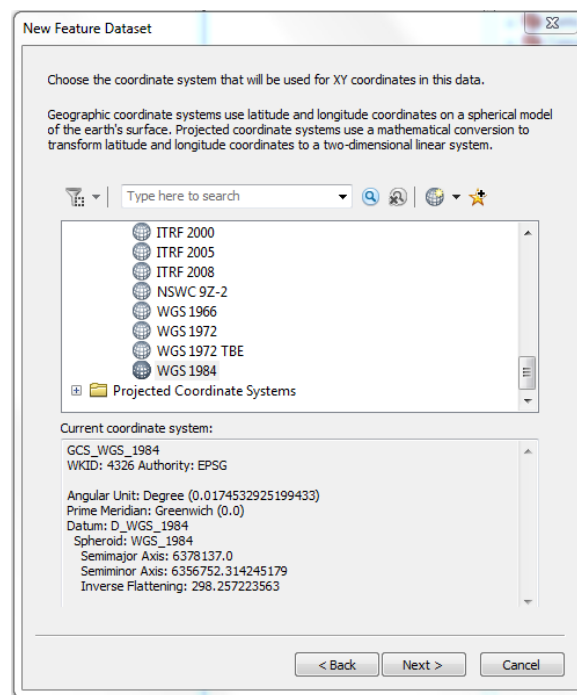 New Feature Dataset
Choose the coordinate system that will be used for XY coordinates in this data.
Geographic coordinate systems use latitude and longitude coordinates on a spherical model
of the earth's surface. Projected coordinate systems use a mathematical conversion to
transform latitude and longitude coordinates to a two-dimensional linear system.
Type here to search
ITRF 2000
ITRF 2005
ITRF 2008
NSWC 9Z-2
WGS 1966
WGS 1972
WGS 1972 TBE
WGS 1984
Projected Coordinate Systems
Current coordinate system:
GCS_WGS_1984
WKID: 4326 Authority: EPSG
Angular Unit: Degree (0.0174532925199433)
Prime Meridian: Greenwich (0.0)
Datum: D_WGS_1984
Spheroid: WGS_1984
Semimajor Axis: 6378137.0
Semiminor Axis: 6356752.314245179
Inverse Flattening: 298.257223563
< Back
Next >
Cancel